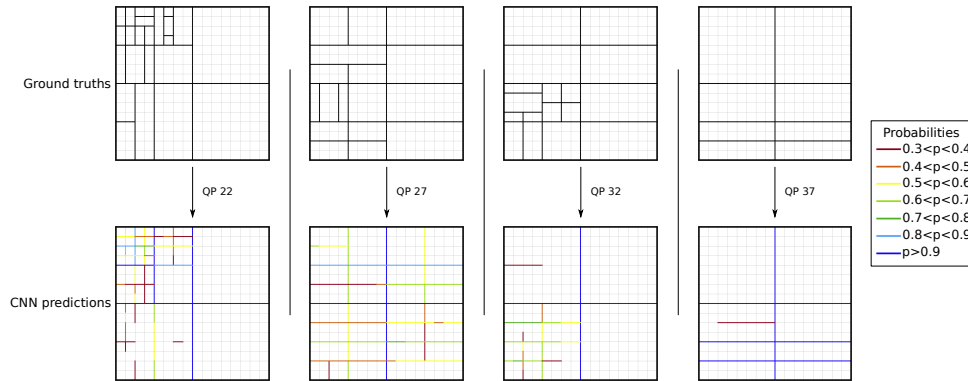 Ground truths
QP 22
QP 27
QP 32
QP 37
CNN predictions
Probabilities
0.3<p<0.4
0.4<p<0.5
0.5<p<0.6
0.6<p<0.7
0.7<p<0.8
0.8<p<0.9
p>0.9